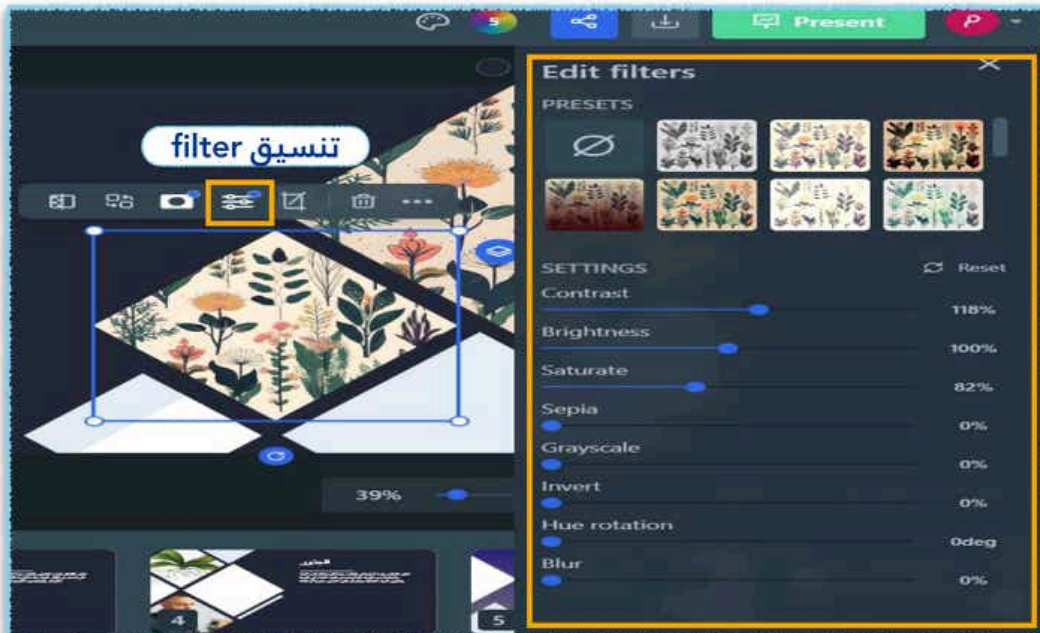 5
Present
P
تنسيق filter
39%
الجذور
4
5
Edit filters
PRESETS
SETTINGS
Reset
Contrast
118%
Brightness
100%
Saturate
82%
Sepia
0%
Grayscale
0%
Invert
0%
Hue rotation
0deg
Blur
0%